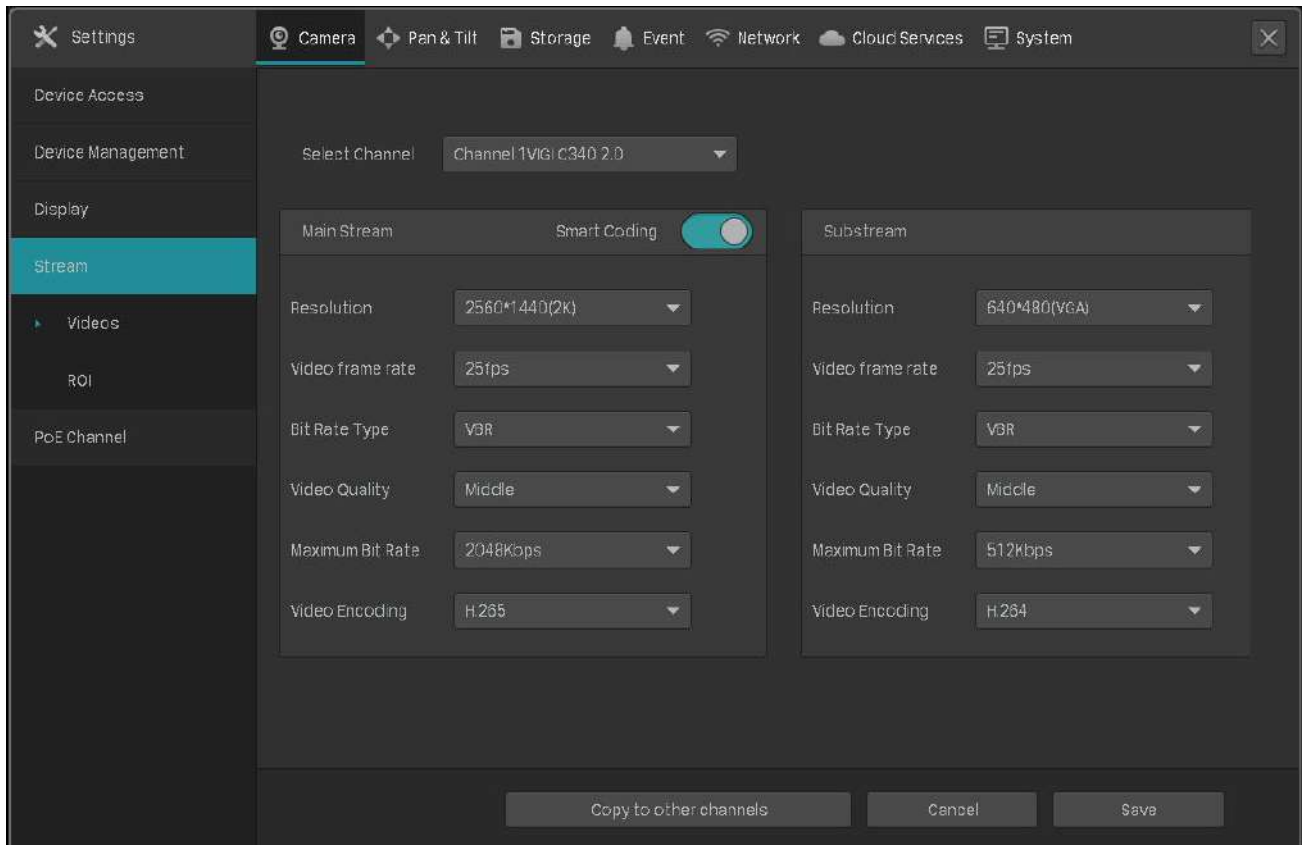 Settings
Camera Pan & Tilt Storage Event Network Cloud Services System
Device Access
Device Management
Display
Stream
Videos
ROI
PoE Channel
Select Channel Channel 1VIGI C340 2.0
Main Stream Smart Coding
Resolution 2560*1440(2K)
Video frame rate 25fps
Bit Rate Type VBR
Video Quality Middle
Maximum Bit Rate 2048Kbps
Video Encoding H.265
Substream
Resolution 640*480(VGA)
Video frame rate 25fps
Bit Rate Type VBR
Video Quality Middle
Maximum Bit Rate 512Kbps
Video Encoding H.264
Copy to other channels Cancel Save